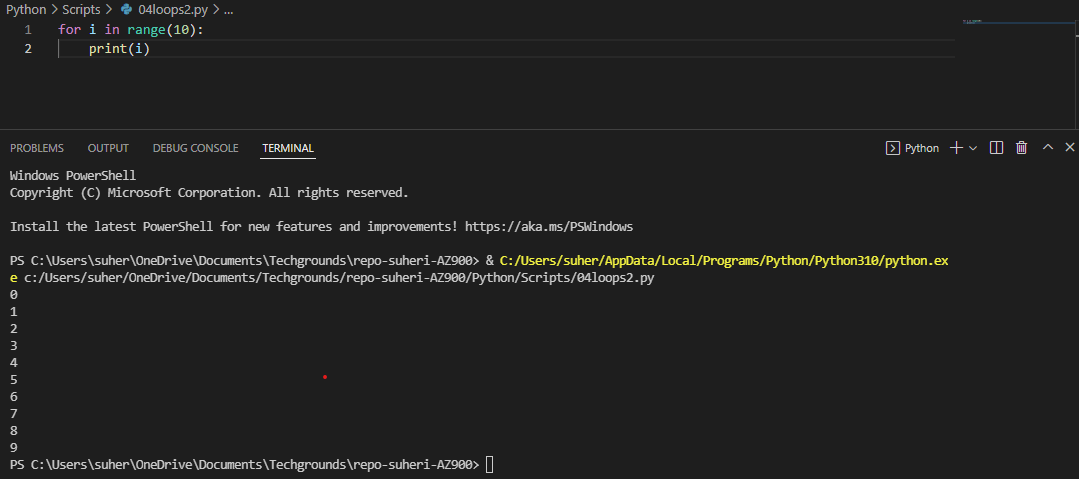 Python > Scripts > 04loops2.py > ...
1 for i in range(10):
2     print(i)
PROBLEMS OUTPUT DEBUG CONSOLE TERMINAL Python
Windows PowerShell
Copyright (C) Microsoft Corporation. All rights reserved.
Install the latest PowerShell for new features and improvements! https://aka.ms/PSWindows
PS C:\Users\suher\OneDrive\Documents\Techgrounds\repo-suheri-AZ900> & C:/Users/suher/AppData/Local/Programs/Python/Python310/python.ex
e c:/Users/suher/OneDrive/Documents/Techgrounds/repo-suheri-AZ900/Python/Scripts/04loops2.py
0
1
2
3
4
5
6
7
8
9
PS C:\Users\suher\OneDrive\Documents\Techgrounds\repo-suheri-AZ900>